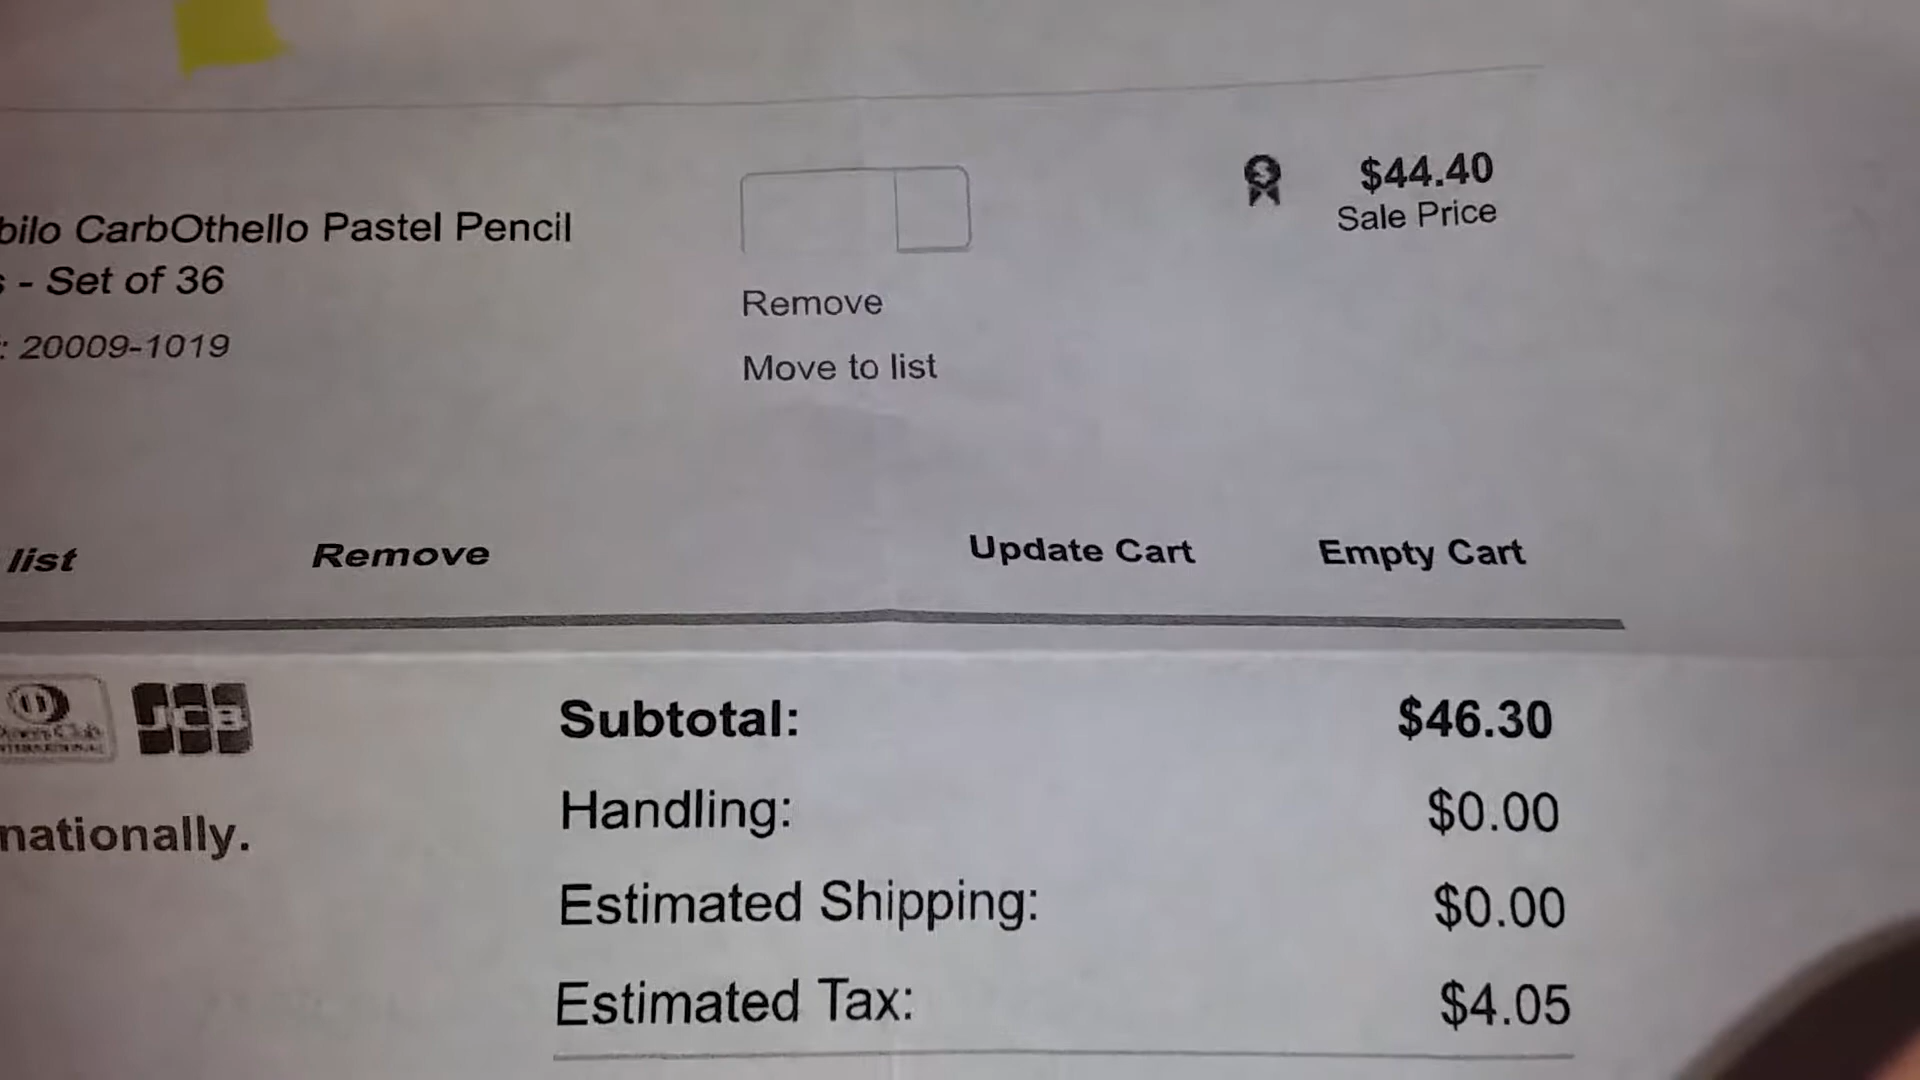 $44.40
Sale Price
bilo CarbOthello Pastel Pencil
s - Set of 36
: 20009-1019
Remove
Move to list
list Remove Update Cart Empty Cart
JCB
nationally.
Subtotal: $46.30
Handling: $0.00
Estimated Shipping: $0.00
Estimated Tax: $4.05